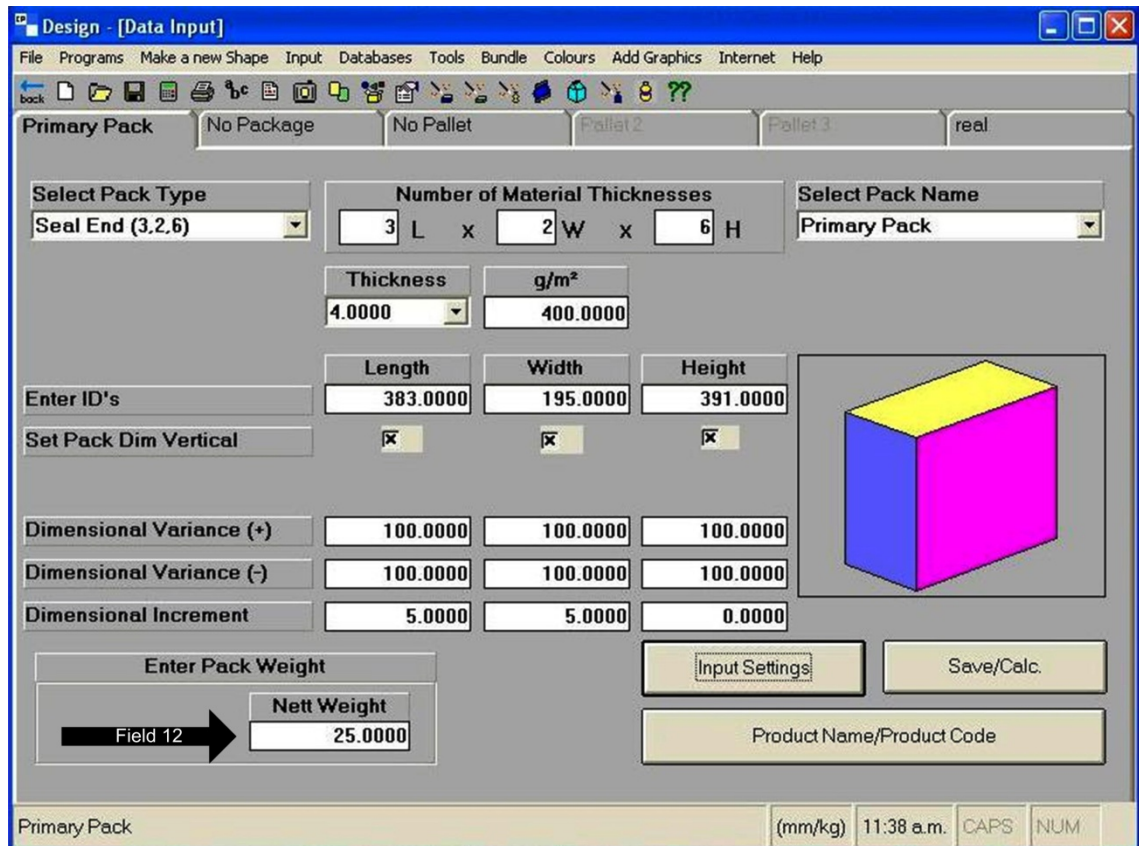 Design - [Data Input]
File Programs Make a new Shape Input Databases Tools Bundle Colours Add Graphics Internet Help
back abc ??
Primary Pack No Package No Pallet Pallet 2 Pallet 3 real
Select Pack Type Number of Material Thicknesses Select Pack Name
Seal End (3,2,6) 3 L x 2 W x 6 H Primary Pack
Thickness g/m²
4.0000 400.0000
Length Width Height
Enter ID's 383.0000 195.0000 391.0000
Set Pack Dim Vertical
Dimensional Variance (+) 100.0000 100.0000 100.0000
Dimensional Variance (-) 100.0000 100.0000 100.0000
Dimensional Increment 5.0000 5.0000 0.0000
Enter Pack Weight Input Settings Save/Calc.
Nett Weight
Field 12 25.0000 Product Name/Product Code
Primary Pack (mm/kg) 11:38 a.m. CAPS NUM